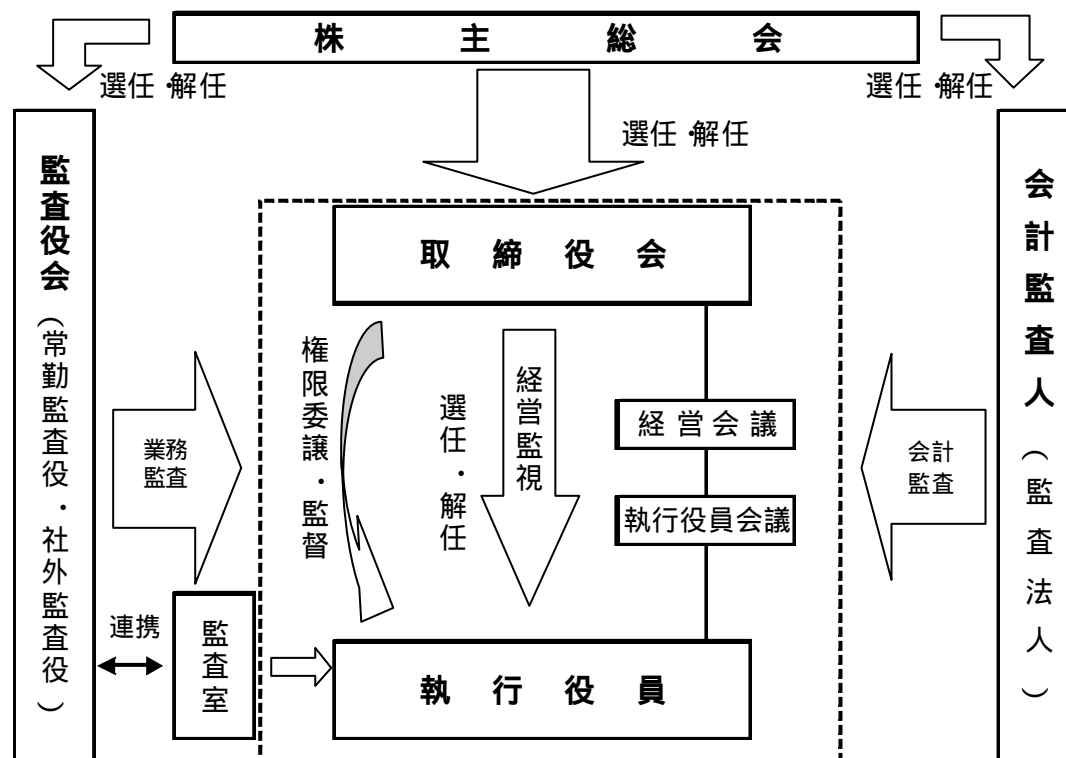 株主総会
選任・解任
選任・解任
選任・解任
監査役会（常勤監査役・社外監査役）
会計監査人（監査法人）
取締役会
権限委譲・監督
選任・解任
経営監視
経営会議
執行役員会議
業務
監査
会計
監査
連携
監査室
執行役員